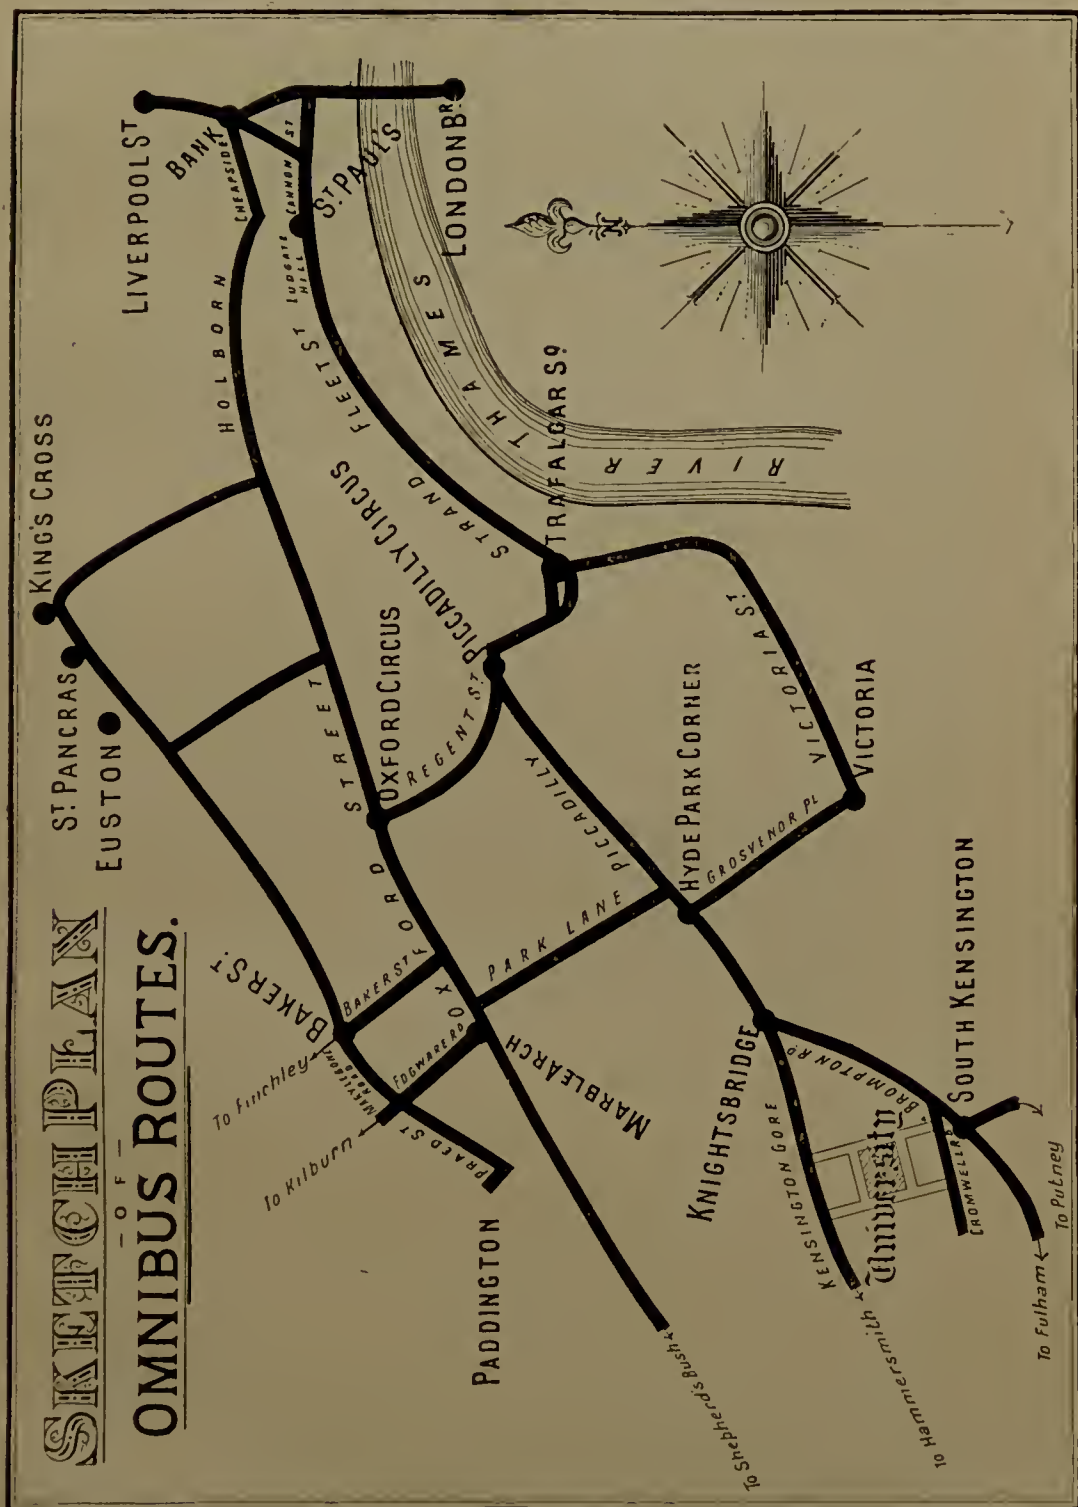 SKETCH PLAN
— OF —
OMNIBUS ROUTES.
KING'S CROSS
ST PANCRAS
EUSTON
LIVERPOOL ST
BANK
CHEAPSIDE
HOLBORN
CANNON ST
ST PAUL'S
LUDGATE HILL
FLEET ST
STRAND
LONDON BR.
RIVER THAMES
N
TRAFALGAR SQ.
PICCADILLY CIRCUS
OXFORD CIRCUS
REGENT ST.
OXFORD STREET
BAKER ST.
BAKER ST
To Finchley
MARYLEBONE ROAD
EDGWARE RD
To Kilburn
PRAED ST
PADDINGTON
MARBLE ARCH
PARK LANE
PICCADILLY
HYDE PARK CORNER
GROSVENOR PL
VICTORIA ST.
VICTORIA
KNIGHTSBRIDGE
KENSINGTON GORE
BROMPTON RD.
University
CROMWELL RD
SOUTH KENSINGTON
To Shepherd's Bush
To Hammersmith
To Fulham
To Putney